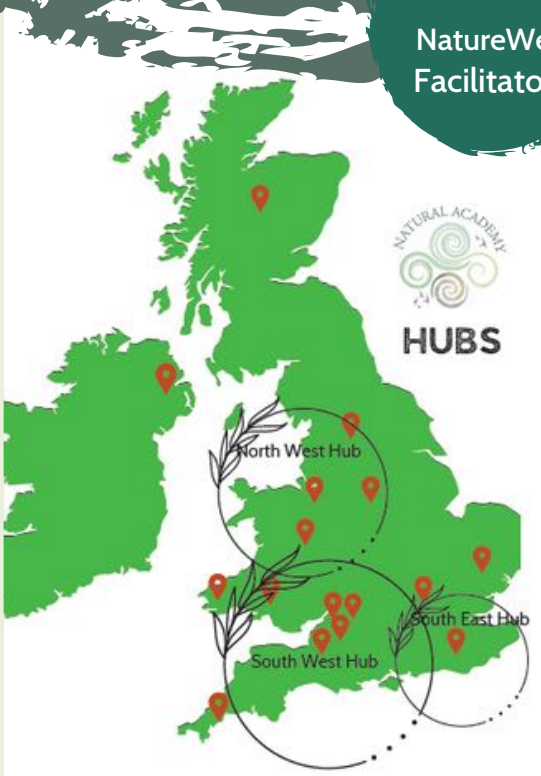 NatureWe
Facilitato
NATURAL ACADEMY
HUBS
North West Hub
South East Hub
South West Hub